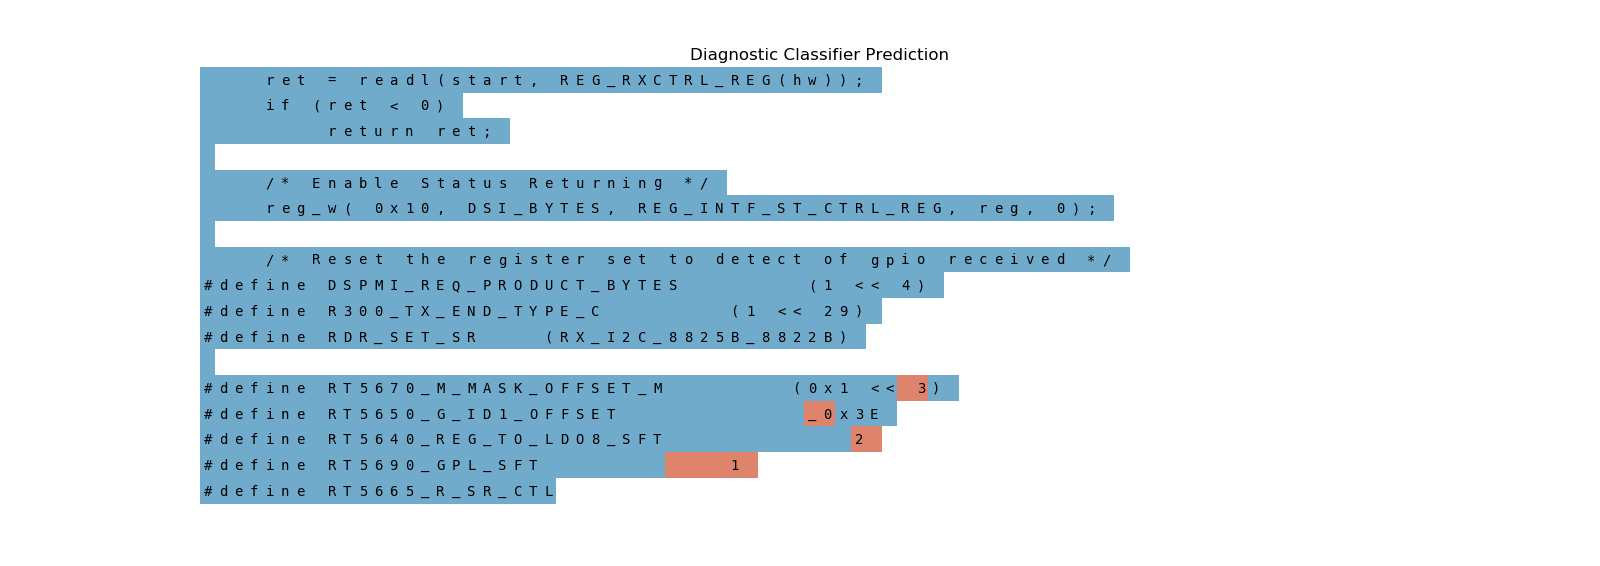 Diagnostic Classifier Prediction
ret = readl(start, REG_RXCTRL_REG(hw));
if (ret < 0)
return ret;
/* Enable Status Returning */
reg_w( 0x10, DSI_BYTES, REG_INTF_ST_CTRL_REG, reg, 0);
/* Reset the register set to detect of gpio received */
#define DSPMI_REQ_PRODUCT_BYTES (1 << 4)
#define R300_TX_END_TYPE_C (1 << 29)
#define RDR_SET_SR (RX_I2C_8825B_8822B)
#define RT5670_M_MASK_OFFSET_M (0x1 << 3)
#define RT5650_G_ID1_OFFSET _0x3E
#define RT5640_REG_TO_LDO8_SFT 2
#define RT5690_GPL_SFT 1
#define RT5665_R_SR_CTL